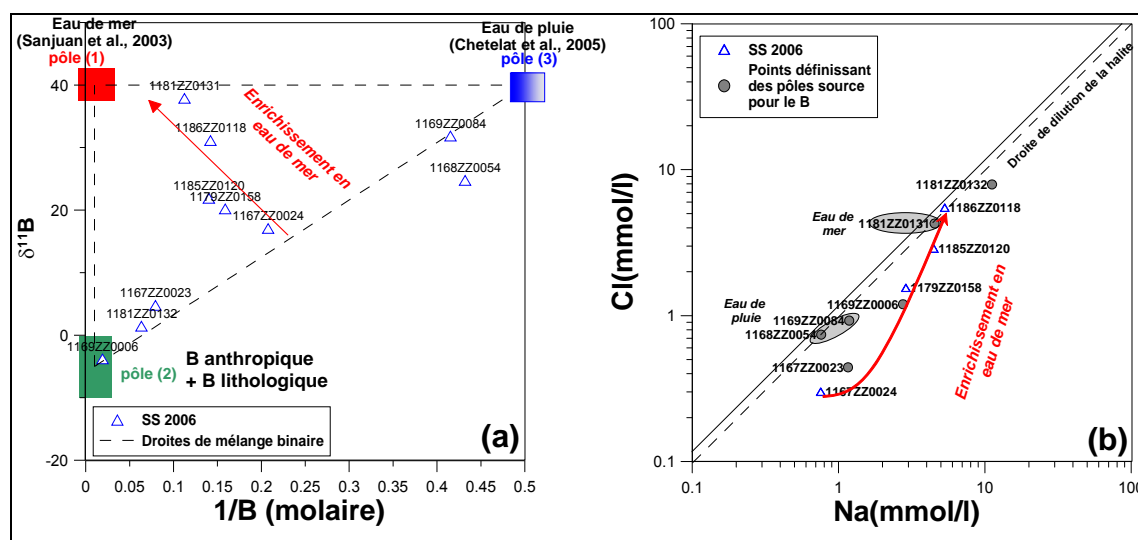 Eau de mer
(Sanjuan et al., 2003)
pôle (1)
Eau de pluie
(Chetelat et al., 2005)
pôle (3)
40
1181ZZ0131
1186ZZ0118
Enrichissement en
eau de mer
1169ZZ0084
1168ZZ0054
1185ZZ0120
1179ZZ0158
1167ZZ0024
20
δ11B
1167ZZ0023
1181ZZ0132
0
1169ZZ0006
pôle (2)
B anthropique
+ B lithologique
SS 2006
Droites de mélange binaire
(a)
-20
0 0.05 0.1 0.15 0.2 0.25 0.3 0.35 0.4 0.45 0.5
1/B (molaire)
100
SS 2006
Points définissant
des pôles source
pour le B
Droite de dilution de la halite
10
1181ZZ0132
1186ZZ0118
Eau de
mer
1181ZZ0131
1185ZZ0120
Cl(mmol/l)
1179ZZ0158
1169ZZ0006
Eau de
pluie
1169ZZ0084
1168ZZ0054
1
1167ZZ0023
1167ZZ0024
Enrichissement en
eau de mer
(b)
0.1
0.1 1 10 100
Na(mmol/l)